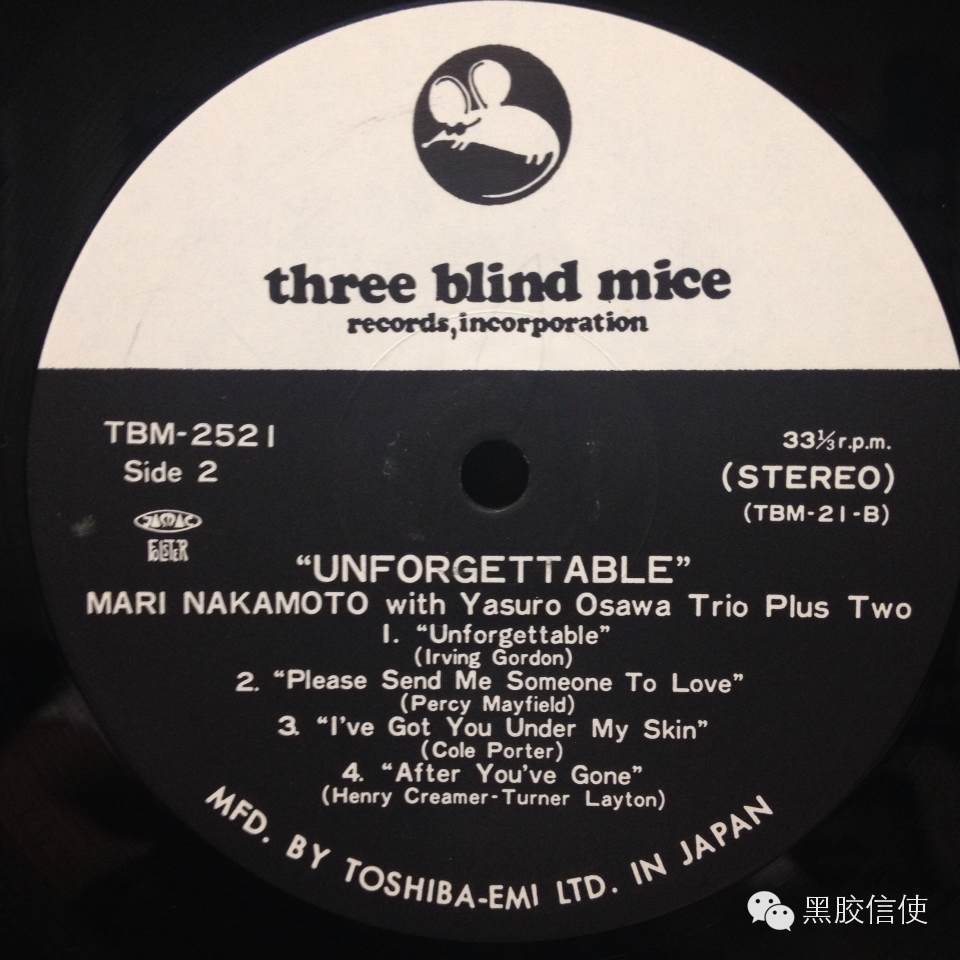 three blind mice
records, incorporation
TBM-2521
33⅓ r.p.m.
Side 2
(STEREO)
(TBM-21-B)
JASRAC
"UNFORGETTABLE"
MARI NAKAMOTO with Yasuro Osawa Trio Plus Two
1. "Unforgettable"
(Irving Gordon)
2. "Please Send Me Someone To Love"
(Percy Mayfield)
3. "I've Got You Under My Skin"
(Cole Porter)
4. "After You've Gone"
(Henry Creamer-Turner Layton)
MFD. BY TOSHIBA-EMI LTD. IN JAPAN
黑胶信使